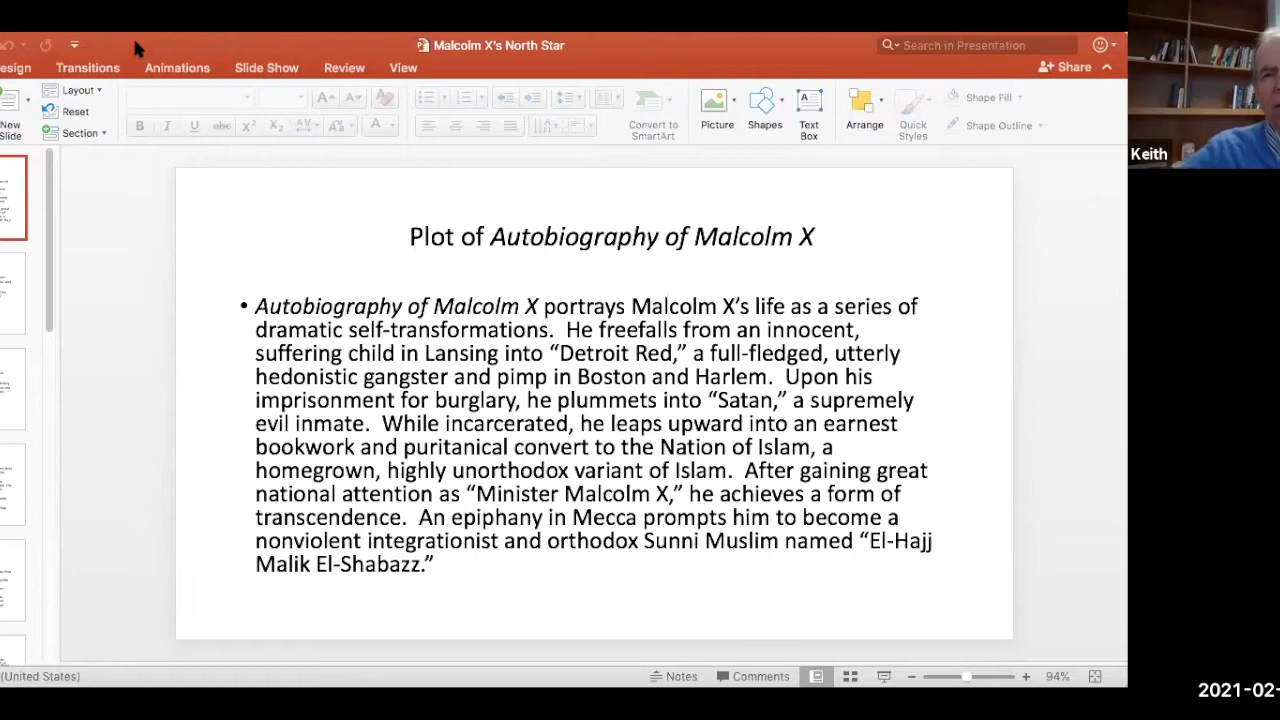 Malcolm X's North Star
Search in Presentation
esign
Transitions
Animations
Slide Show
Review
View
Share
New
Slide
Layout
Reset
Section
B I U abc X² X₂ AV Aa A
Convert to
SmartArt
Picture
Shapes
Text
Box
Arrange
Quick
Styles
Shape Fill
Shape Outline
Keith
Plot of Autobiography of Malcolm X
• Autobiography of Malcolm X portrays Malcolm X's life as a series of
dramatic self-transformations. He freefalls from an innocent,
suffering child in Lansing into “Detroit Red,” a full-fledged, utterly
hedonistic gangster and pimp in Boston and Harlem. Upon his
imprisonment for burglary, he plummets into “Satan,” a supremely
evil inmate. While incarcerated, he leaps upward into an earnest
bookwork and puritanical convert to the Nation of Islam, a
homegrown, highly unorthodox variant of Islam. After gaining great
national attention as “Minister Malcolm X,” he achieves a form of
transcendence. An epiphany in Mecca prompts him to become a
nonviolent integrationist and orthodox Sunni Muslim named “El-Hajj
Malik El-Shabazz.”
(United States)
Notes
Comments
94%
2021-02-